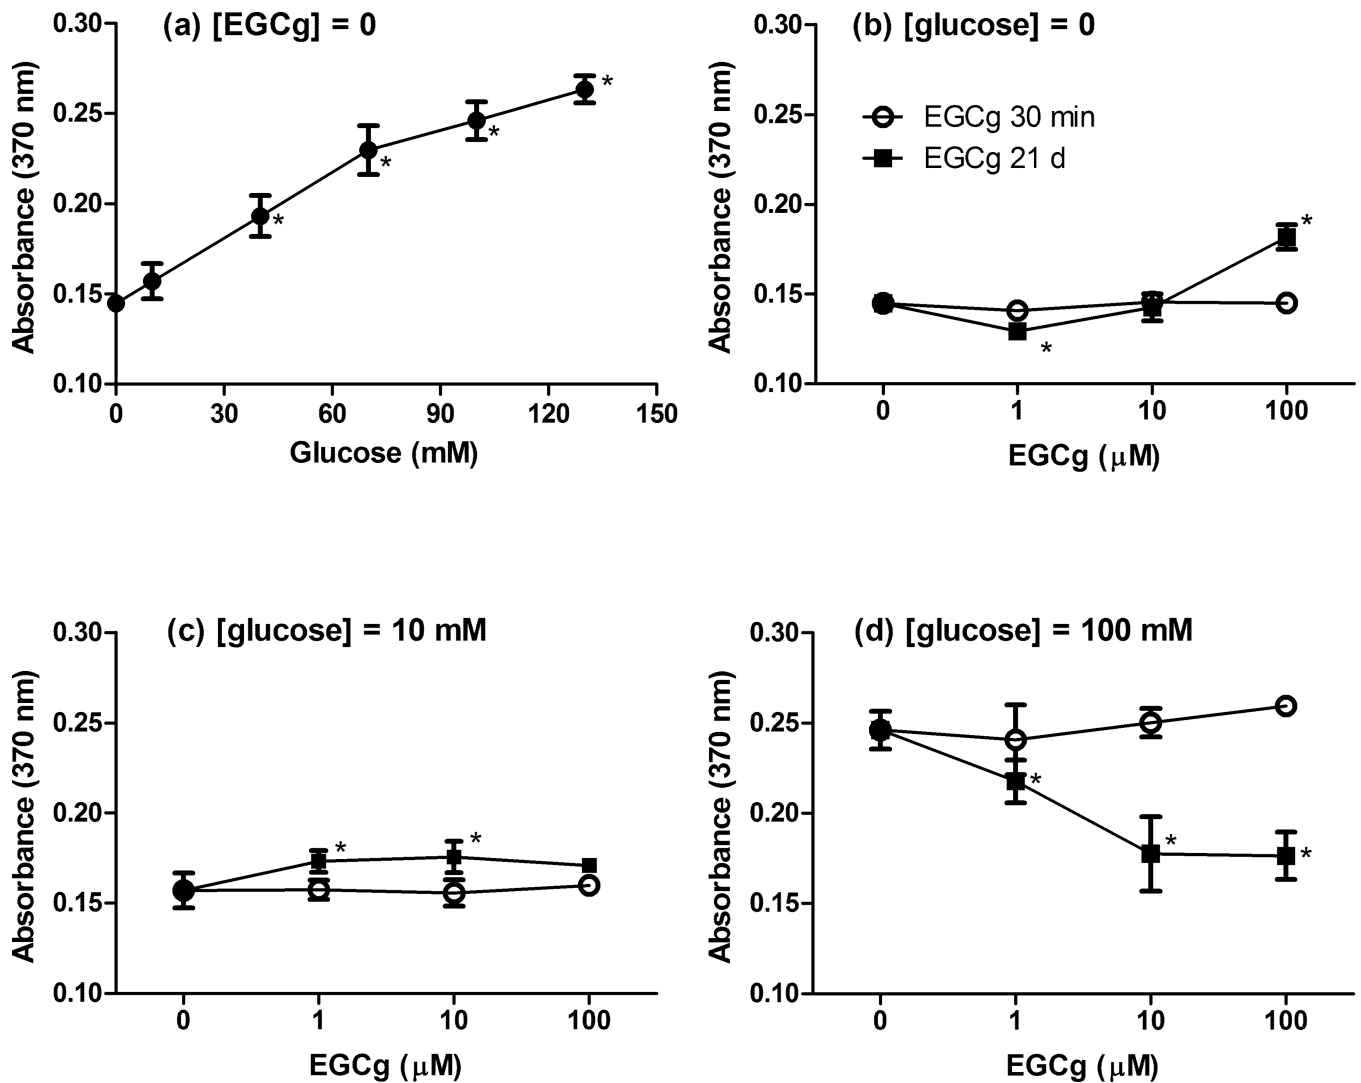 (a) [EGCg] = 0
Absorbance (370 nm)
0.30
0.25
0.20
0.15
0.10
* * * *
0 30 60 90 120 150
Glucose (mM)
(b) [glucose] = 0
Absorbance (370 nm)
0.30
0.25
0.20
0.15
0.10
EGCg 30 min
EGCg 21 d
* *
0 1 10 100
EGCg (μM)
(c) [glucose] = 10 mM
Absorbance (370 nm)
0.30
0.25
0.20
0.15
0.10
* *
0 1 10 100
EGCg (μM)
(d) [glucose] = 100 mM
Absorbance (370 nm)
0.30
0.25
0.20
0.15
0.10
* * *
0 1 10 100
EGCg (μM)